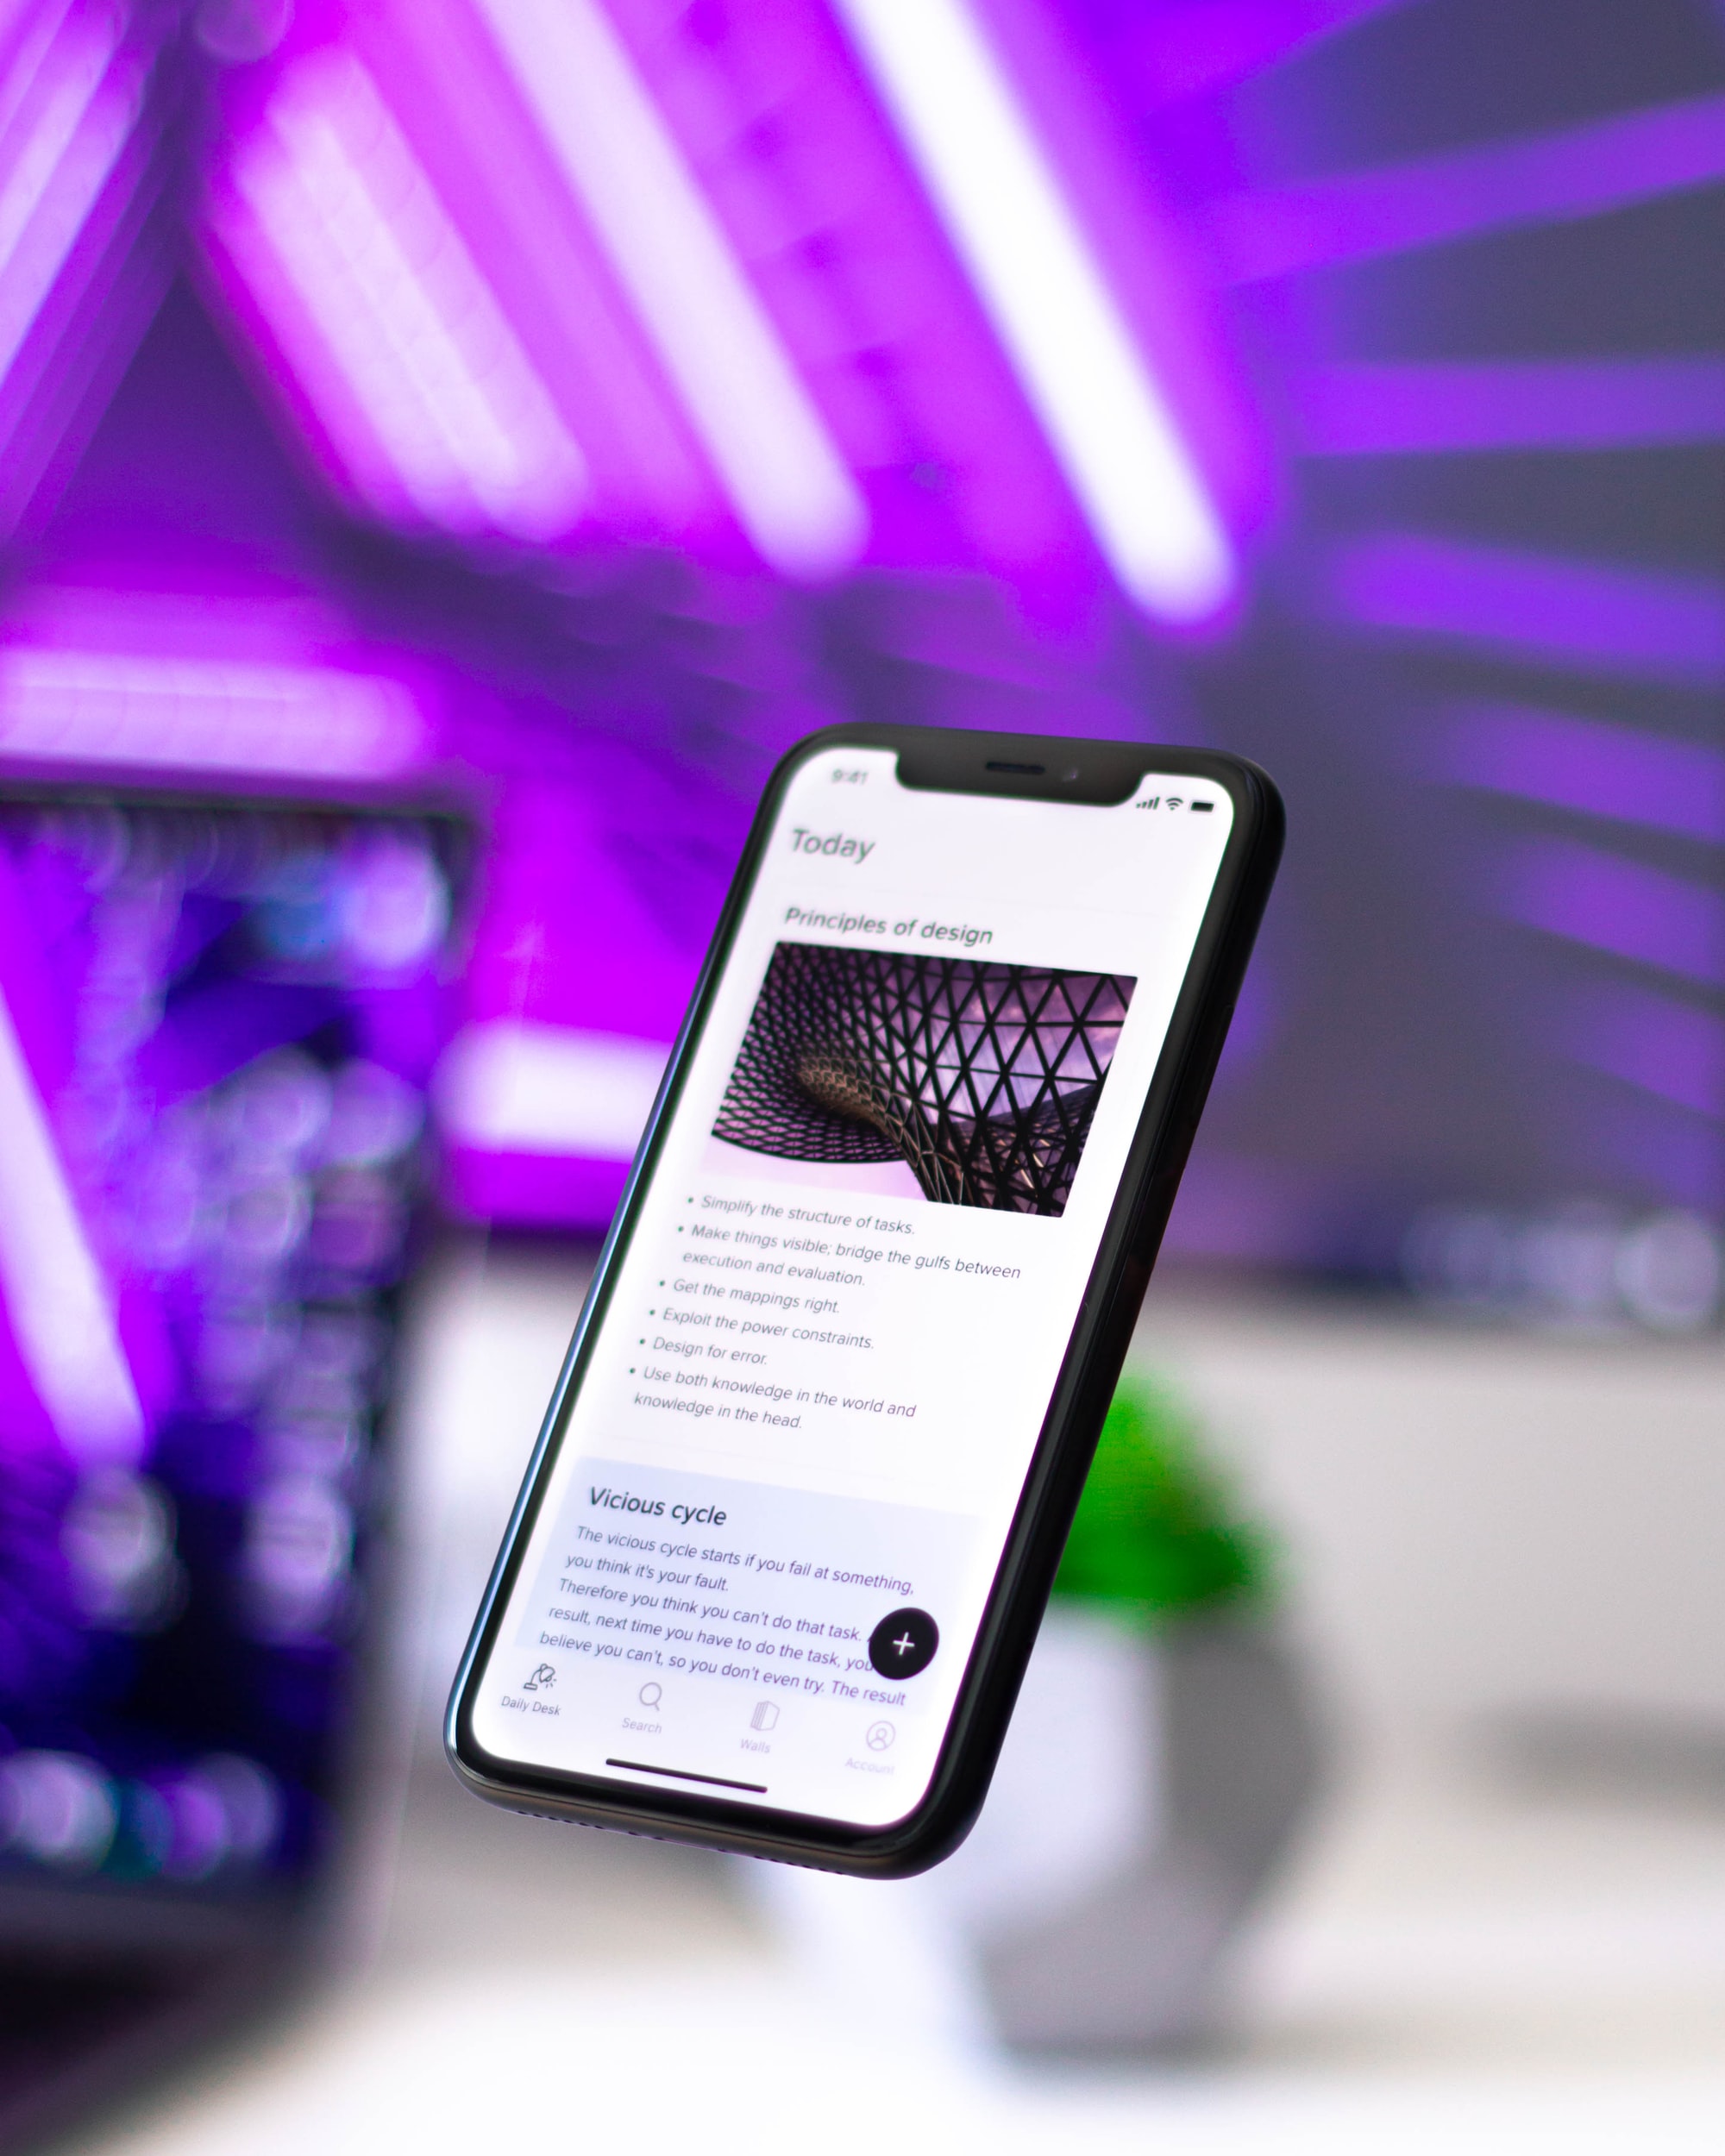 9:41
Today
Principles of design
• Simplify the structure of tasks.
• Make things visible; bridge the gulfs between
execution and evaluation.
• Get the mappings right.
• Exploit the power constraints.
• Design for error.
• Use both knowledge in the world and
knowledge in the head.
Vicious cycle
The vicious cycle starts if you fail at something,
you think it's your fault.
Therefore you think you can't do that task.
result, next time you have to do the task, you
believe you can't, so you don't even try. The result
+
Daily Desk
Search
Walls
Account